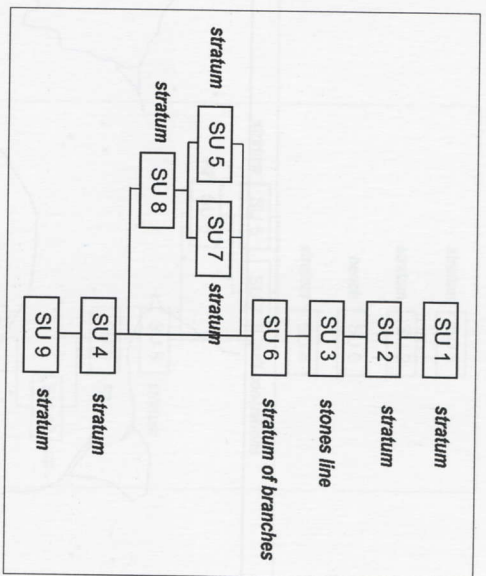 SU 1 stratum
SU 2 stratum
SU 3 stones line
SU 6 stratum of branches
stratum SU 5 SU 7 stratum
stratum SU 8
SU 4 stratum
SU 9 stratum